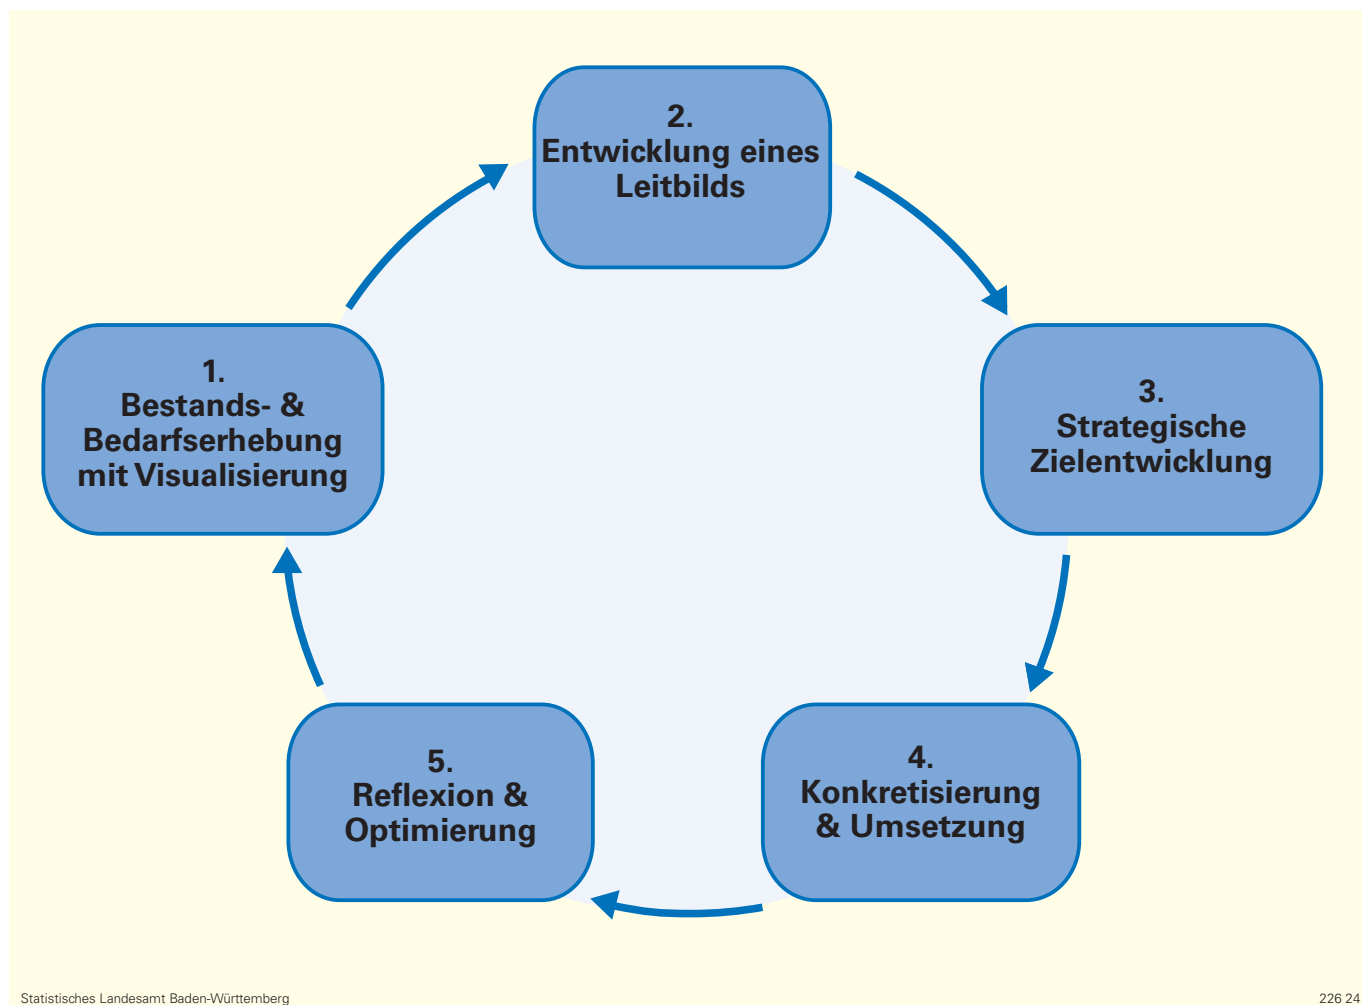 1.
Bestands- &
Bedarfserhebung
mit Visualisierung
2.
Entwicklung eines
Leitbilds
3.
Strategische
Zielentwicklung
4.
Konkretisierung
& Umsetzung
5.
Reflexion &
Optimierung
Statistisches Landesamt Baden-Württemberg
226 24